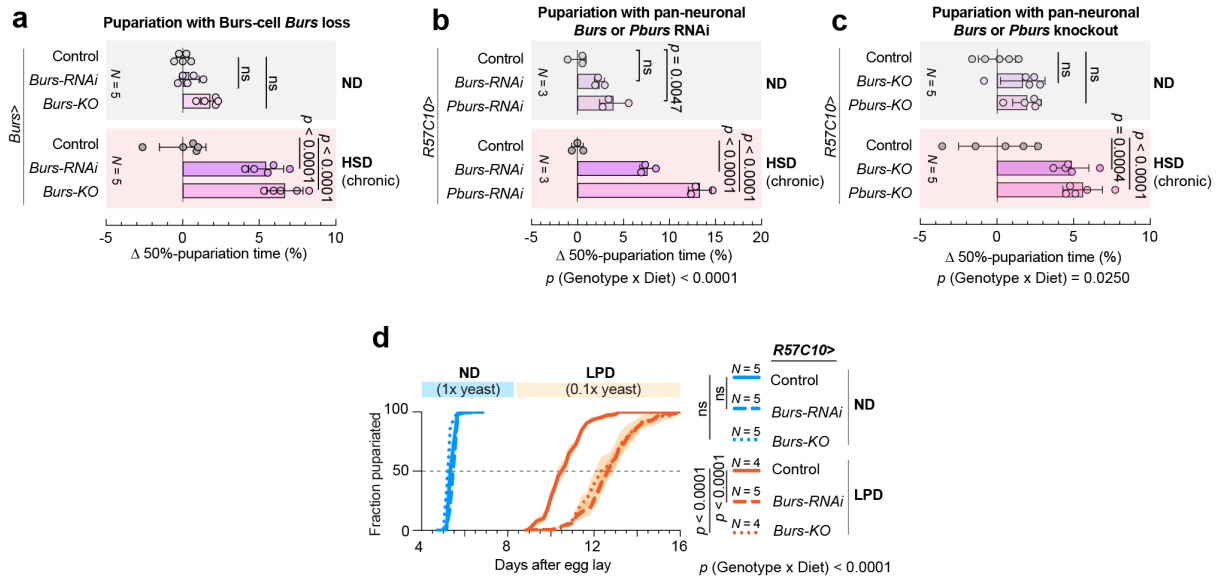 a
Pupariation with Burs-cell Burs loss
Burs>
Control
Burs-RNAi
Burs-KO
N = 5
ns
ns
ND
Control
Burs-RNAi
Burs-KO
N = 5
p < 0.0001
p < 0.0001
HSD
(chronic)
-5 0 5 10
Δ 50%-pupariation time (%)
b
Pupariation with pan-neuronal
Burs or Pburs RNAi
R57C10>
Control
Burs-RNAi
Pburs-RNAi
N = 3
ns
p = 0.0047
ND
Control
Burs-RNAi
Pburs-RNAi
N = 3
p < 0.0001
p < 0.0001
HSD
(chronic)
-5 0 5 10 15 20
Δ 50%-pupariation time (%)
p (Genotype x Diet) < 0.0001
c
Pupariation with pan-neuronal
Burs or Pburs knockout
R57C10>
Control
Burs-KO
Pburs-KO
N = 5
ns
ns
ND
Control
Burs-KO
Pburs-KO
N = 5
p = 0.0004
p < 0.0001
HSD
(chronic)
-5 0 5 10
Δ 50%-pupariation time (%)
p (Genotype x Diet) = 0.0250
d
ND
(1x yeast)
LPD
(0.1x yeast)
Fraction pupariated
100
50
0
4 8 12 16
Days after egg lay
R57C10>
ns
ns
N = 5
Control
N = 5
Burs-RNAi
N = 5
Burs-KO
ND
p < 0.0001
p < 0.0001
N = 4
Control
N = 5
Burs-RNAi
N = 4
Burs-KO
LPD
p (Genotype x Diet) < 0.0001